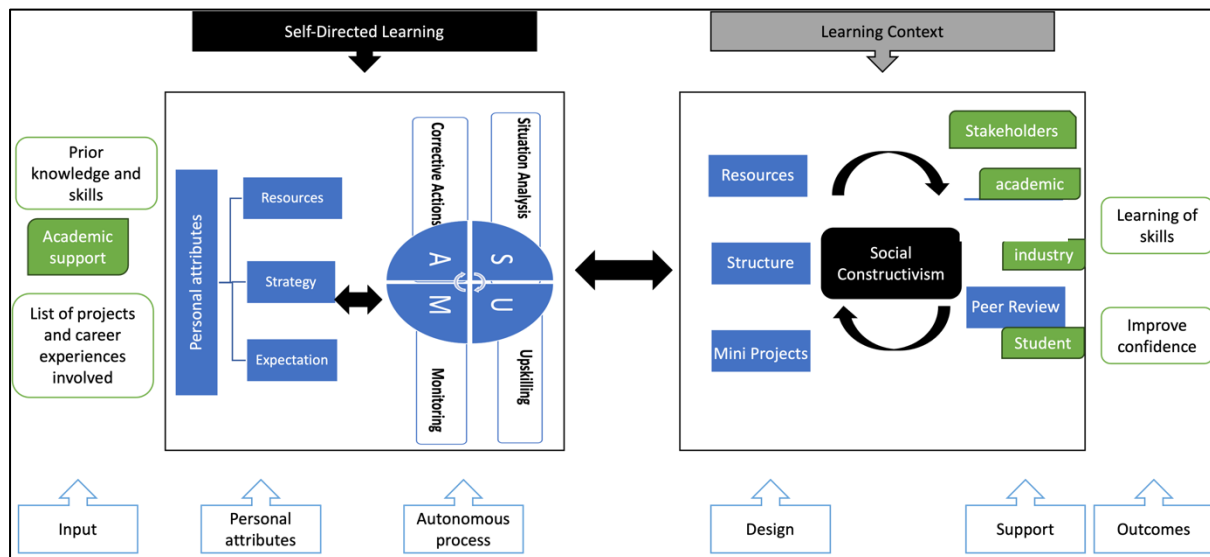 Self-Directed Learning
Learning Context
Prior
knowledge and
skills
Academic
support
List of projects
and career
experiences
involved
Personal attributes
Resources
Strategy
Expectation
Corrective Actions
Situation Analysis
A
S
M
U
Monitoring
Upskilling
Resources
Structure
Mini Projects
Social
Constructivism
Stakeholders
academic
industry
Peer Review
Student
Learning of
skills
Improve
confidence
Input
Personal
attributes
Autonomous
process
Design
Support
Outcomes